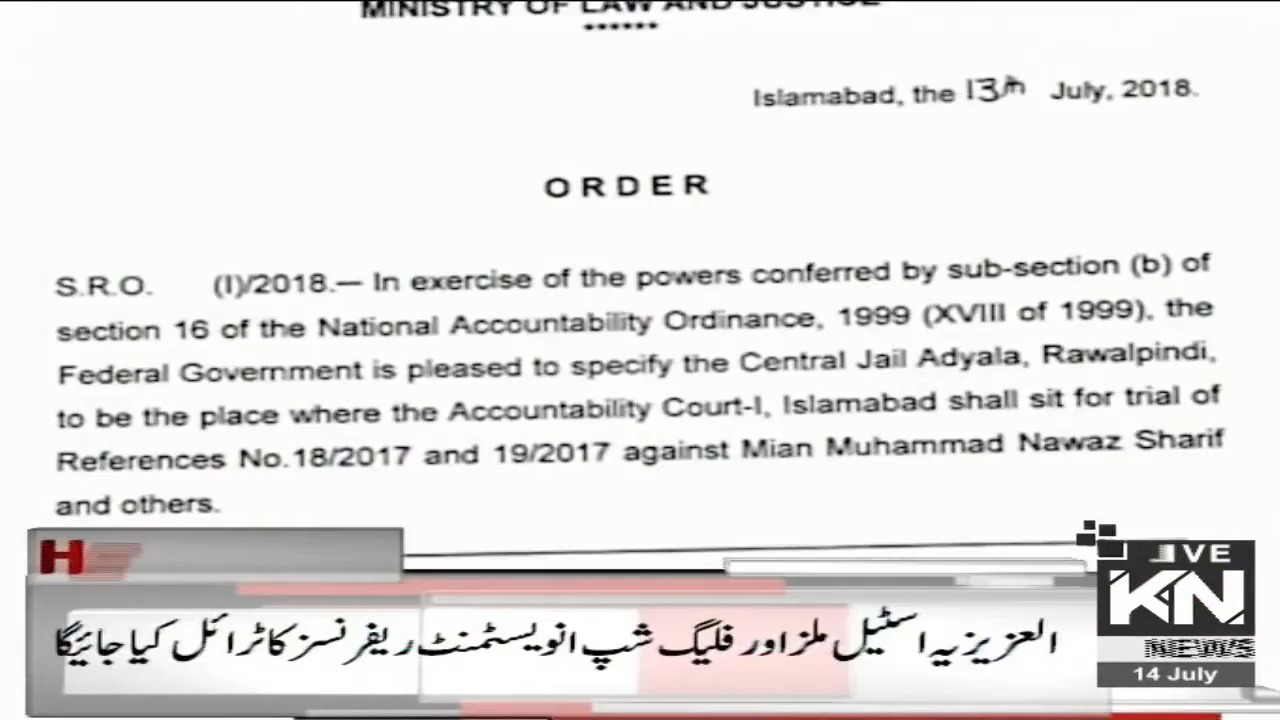 MINISTRY OF LAW AND JUSTICE
******
Islamabad, the 13th July, 2018.
ORDER
S.R.O. (I)/2018.— In exercise of the powers conferred by sub-section (b) of
section 16 of the National Accountability Ordinance, 1999 (XVIII of 1999), the
Federal Government is pleased to specify the Central Jail Adyala, Rawalpindi,
to be the place where the Accountability Court-I, Islamabad shall sit for trial of
References No.18/2017 and 19/2017 against Mian Muhammad Nawaz Sharif
and others.
H
العزیزیہ اسٹیل ملز اور فلیگ شپ انویسٹمنٹ ریفرنسز کا ٹرائل کیا جائیگا
LIVE
KN
NEWS
14 July